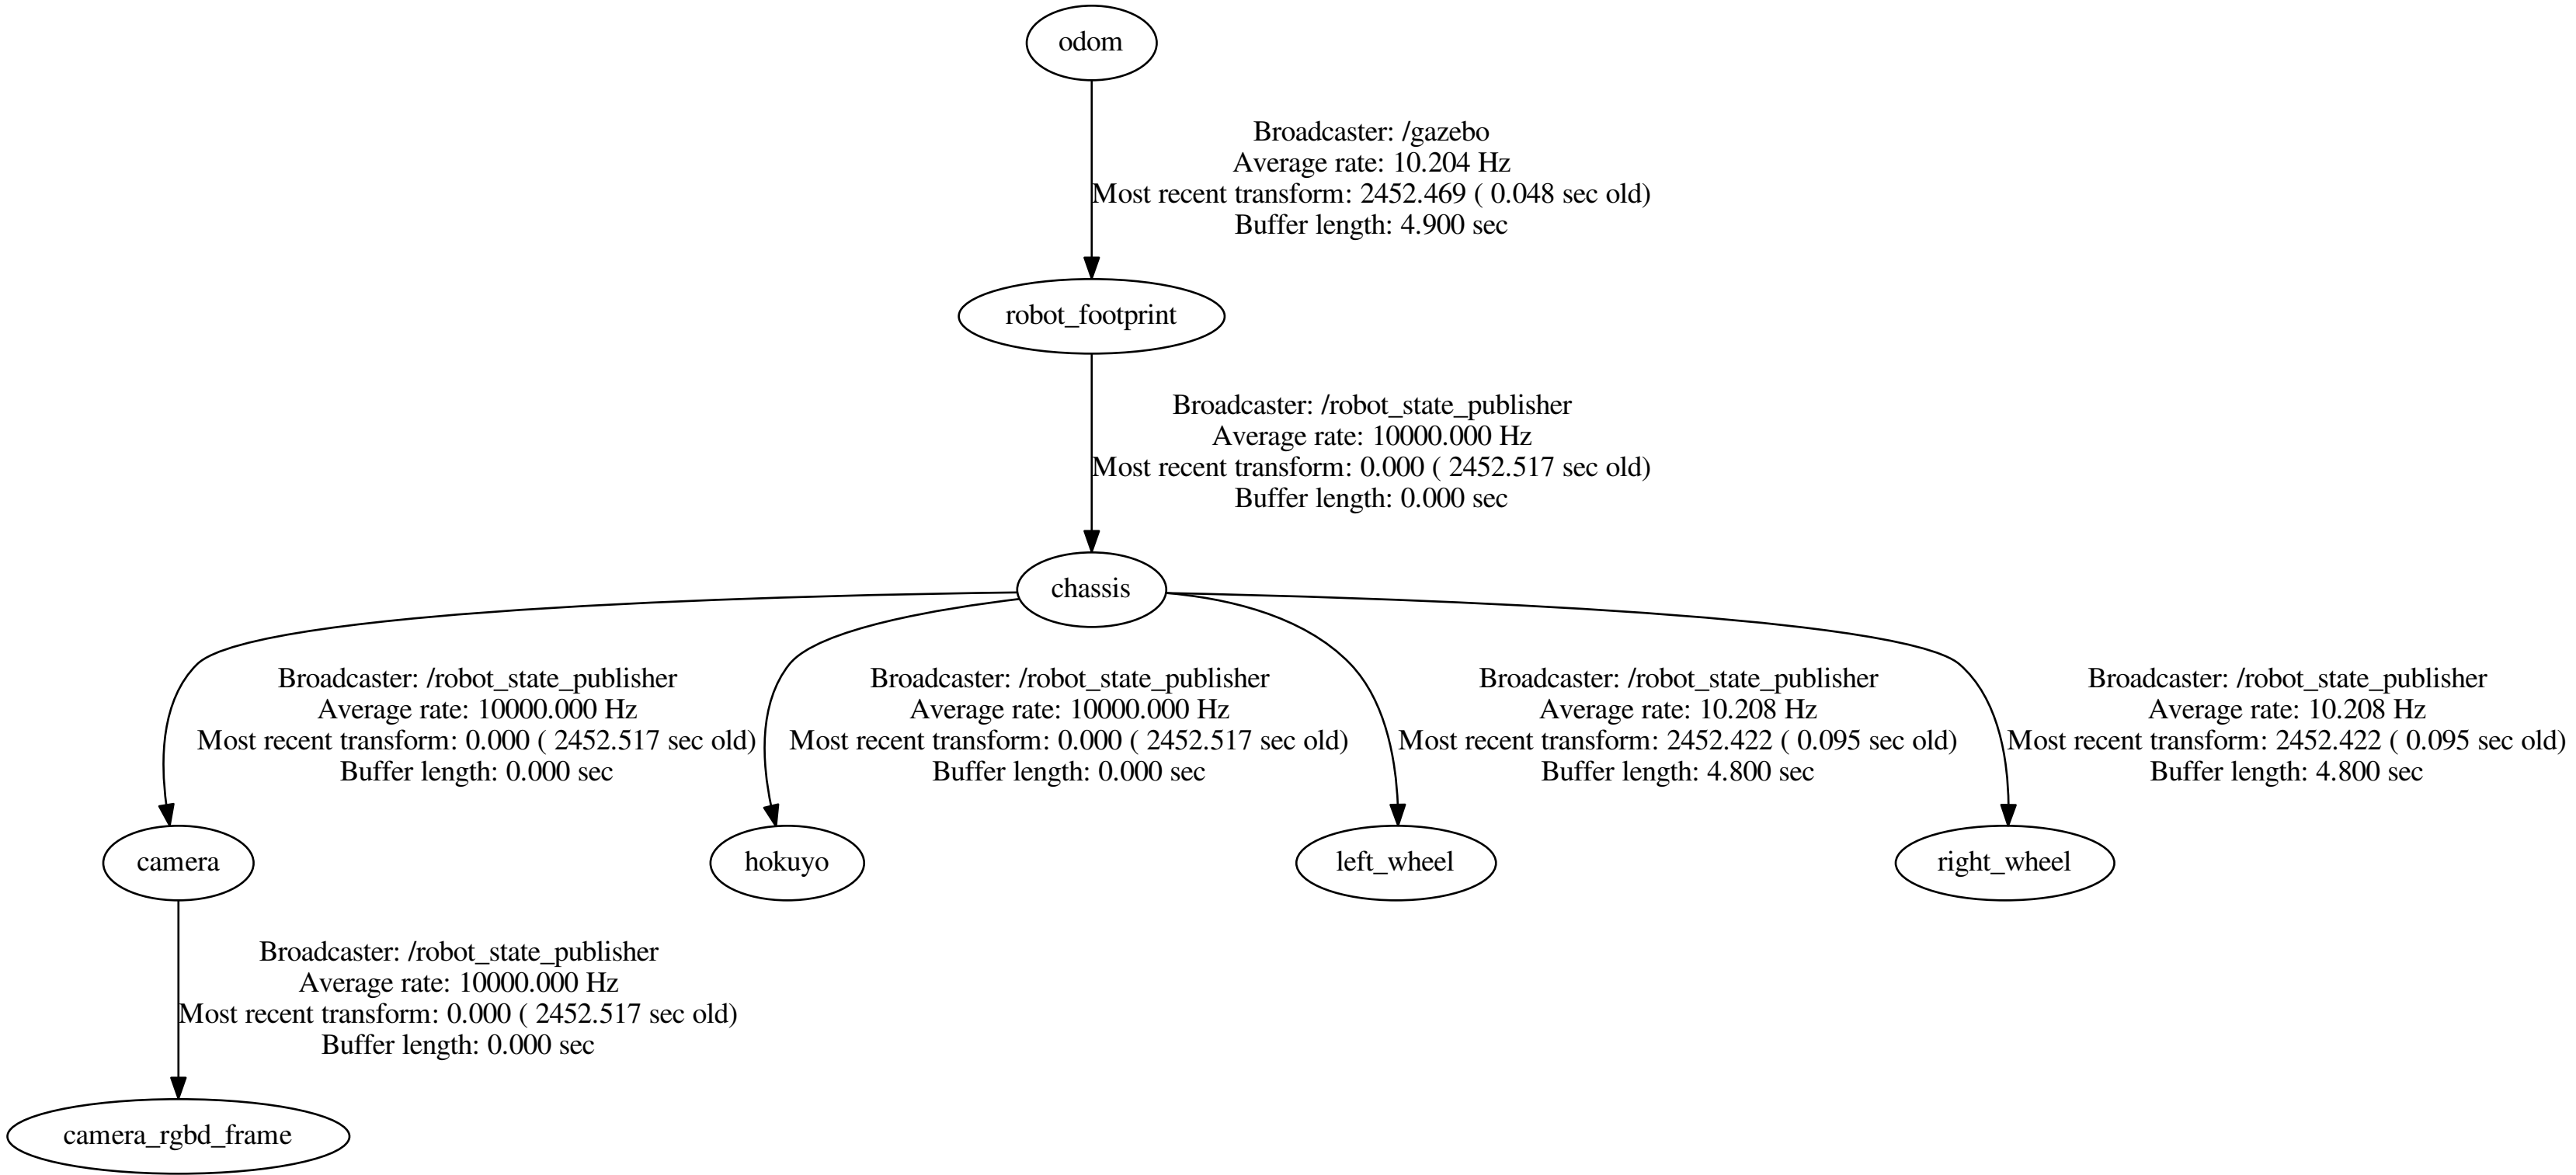 odom
Broadcaster: /gazebo
Average rate: 10.204 Hz
Most recent transform: 2452.469 ( 0.048 sec old)
Buffer length: 4.900 sec
robot_footprint
Broadcaster: /robot_state_publisher
Average rate: 10000.000 Hz
Most recent transform: 0.000 ( 2452.517 sec old)
Buffer length: 0.000 sec
chassis
Broadcaster: /robot_state_publisher
Average rate: 10000.000 Hz
Most recent transform: 0.000 ( 2452.517 sec old)
Buffer length: 0.000 sec
Broadcaster: /robot_state_publisher
Average rate: 10000.000 Hz
Most recent transform: 0.000 ( 2452.517 sec old)
Buffer length: 0.000 sec
Broadcaster: /robot_state_publisher
Average rate: 10.208 Hz
Most recent transform: 2452.422 ( 0.095 sec old)
Buffer length: 4.800 sec
Broadcaster: /robot_state_publisher
Average rate: 10.208 Hz
Most recent transform: 2452.422 ( 0.095 sec old)
Buffer length: 4.800 sec
camera
hokuyo
left_wheel
right_wheel
Broadcaster: /robot_state_publisher
Average rate: 10000.000 Hz
Most recent transform: 0.000 ( 2452.517 sec old)
Buffer length: 0.000 sec
camera_rgbd_frame